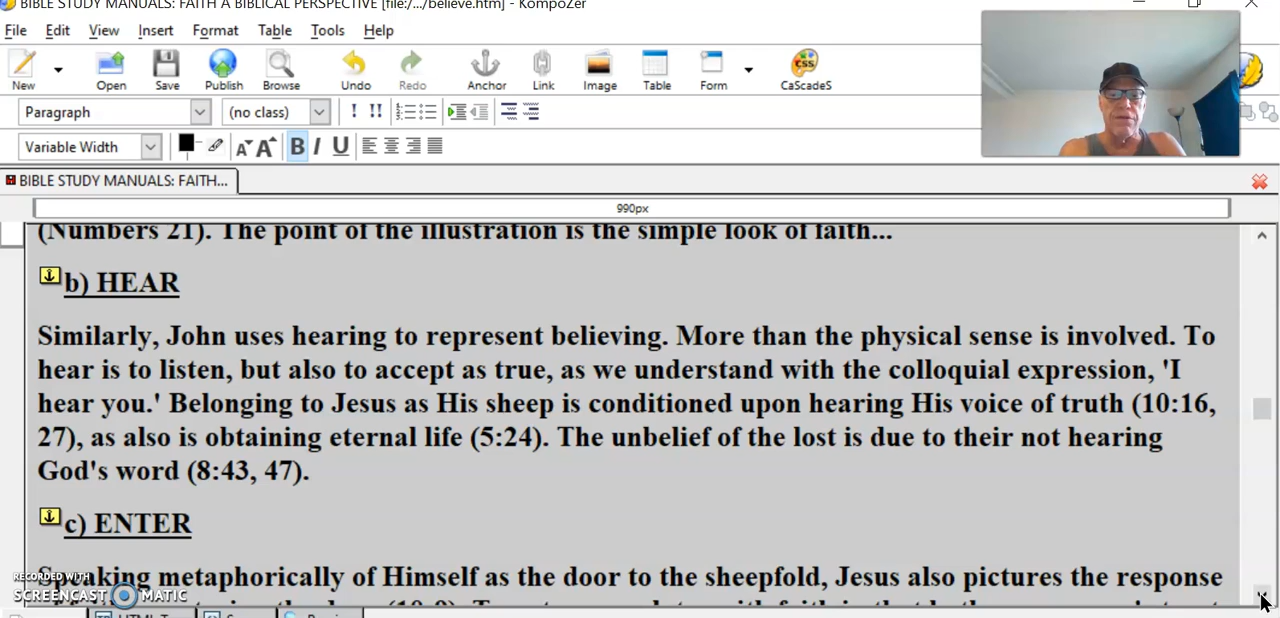 BIBLE STUDY MANUALS: FAITH A BIBLICAL PERSPECTIVE [file:/.../believe.htm] - KompoZer
File Edit View Insert Format Table Tools Help
New Open Save Publish Browse Undo Redo Anchor Link Image Table Form CaScadeS
Paragraph (no class) ! !!
Variable Width A A B I U
BIBLE STUDY MANUALS: FAITH...
990px
(Numbers 21). The point of the illustration is the simple look of faith...
b) HEAR
Similarly, John uses hearing to represent believing. More than the physical sense is involved. To
hear is to listen, but also to accept as true, as we understand with the colloquial expression, 'I
hear you.' Belonging to Jesus as His sheep is conditioned upon hearing His voice of truth (10:16,
27), as also is obtaining eternal life (5:24). The unbelief of the lost is due to their not hearing
God's word (8:43, 47).
c) ENTER
Speaking metaphorically of Himself as the door to the sheepfold, Jesus also pictures the response
RECORDED WITH
SCREENCAST MATIC